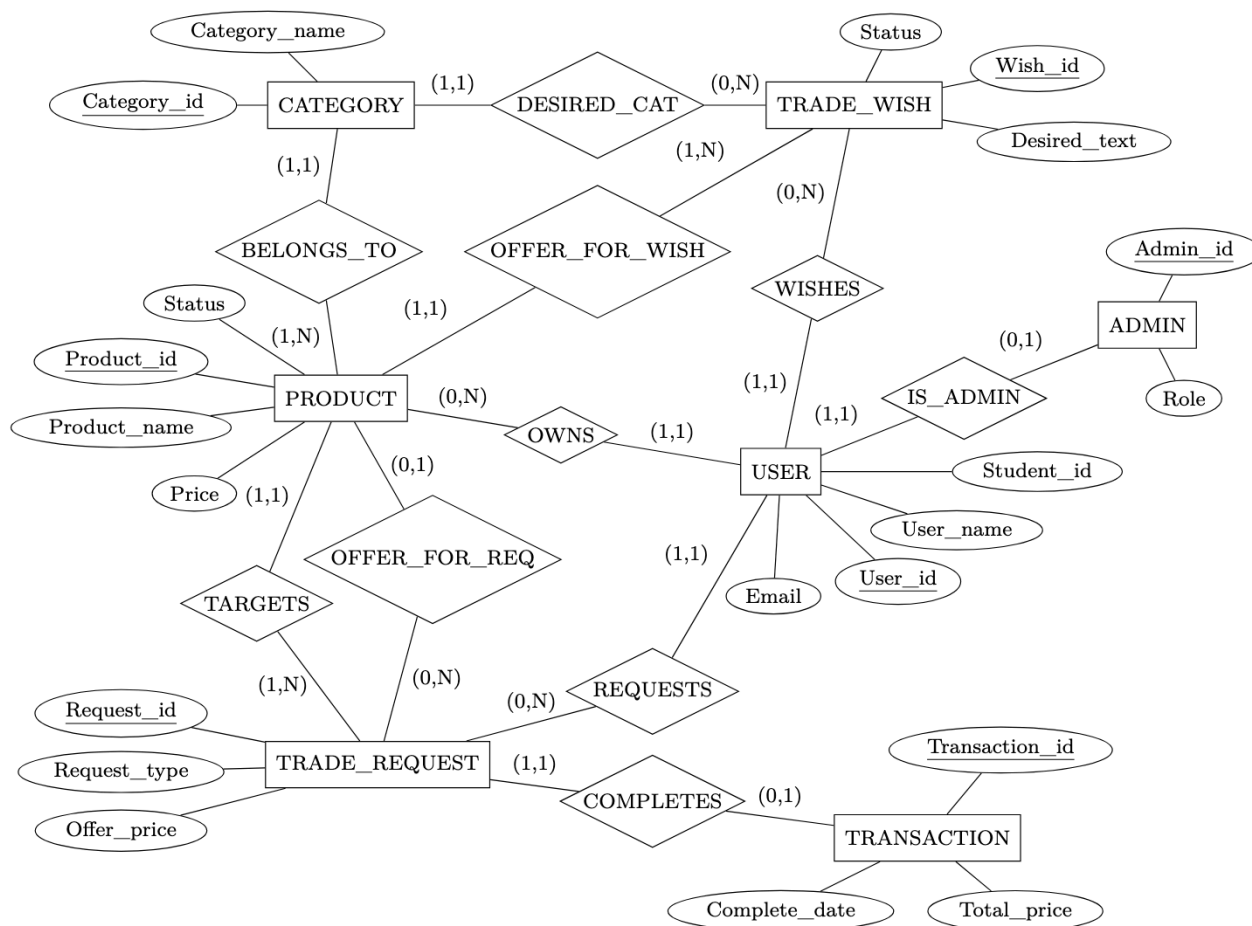 Category_name
Status
Category_id
CATEGORY
(1,1)
DESIRED_CAT
(0,N)
TRADE_WISH
Wish_id
Desired_text
(1,1)
(1,N)
(0,N)
BELONGS_TO
OFFER_FOR_WISH
Admin_id
WISHES
Status
(1,N)
(1,1)
ADMIN
(0,1)
Product_id
PRODUCT
(0,N)
(1,1)
IS_ADMIN
Role
Product_name
OWNS
(1,1)
(1,1)
(0,1)
USER
Student_id
Price
(1,1)
User_name
OFFER_FOR_REQ
(1,1)
User_id
Email
TARGETS
(1,N)
(0,N)
REQUESTS
(0,N)
Request_id
TRADE_REQUEST
(1,1)
Transaction_id
Request_type
COMPLETES
(0,1)
Offer_price
TRANSACTION
Complete_date
Total_price